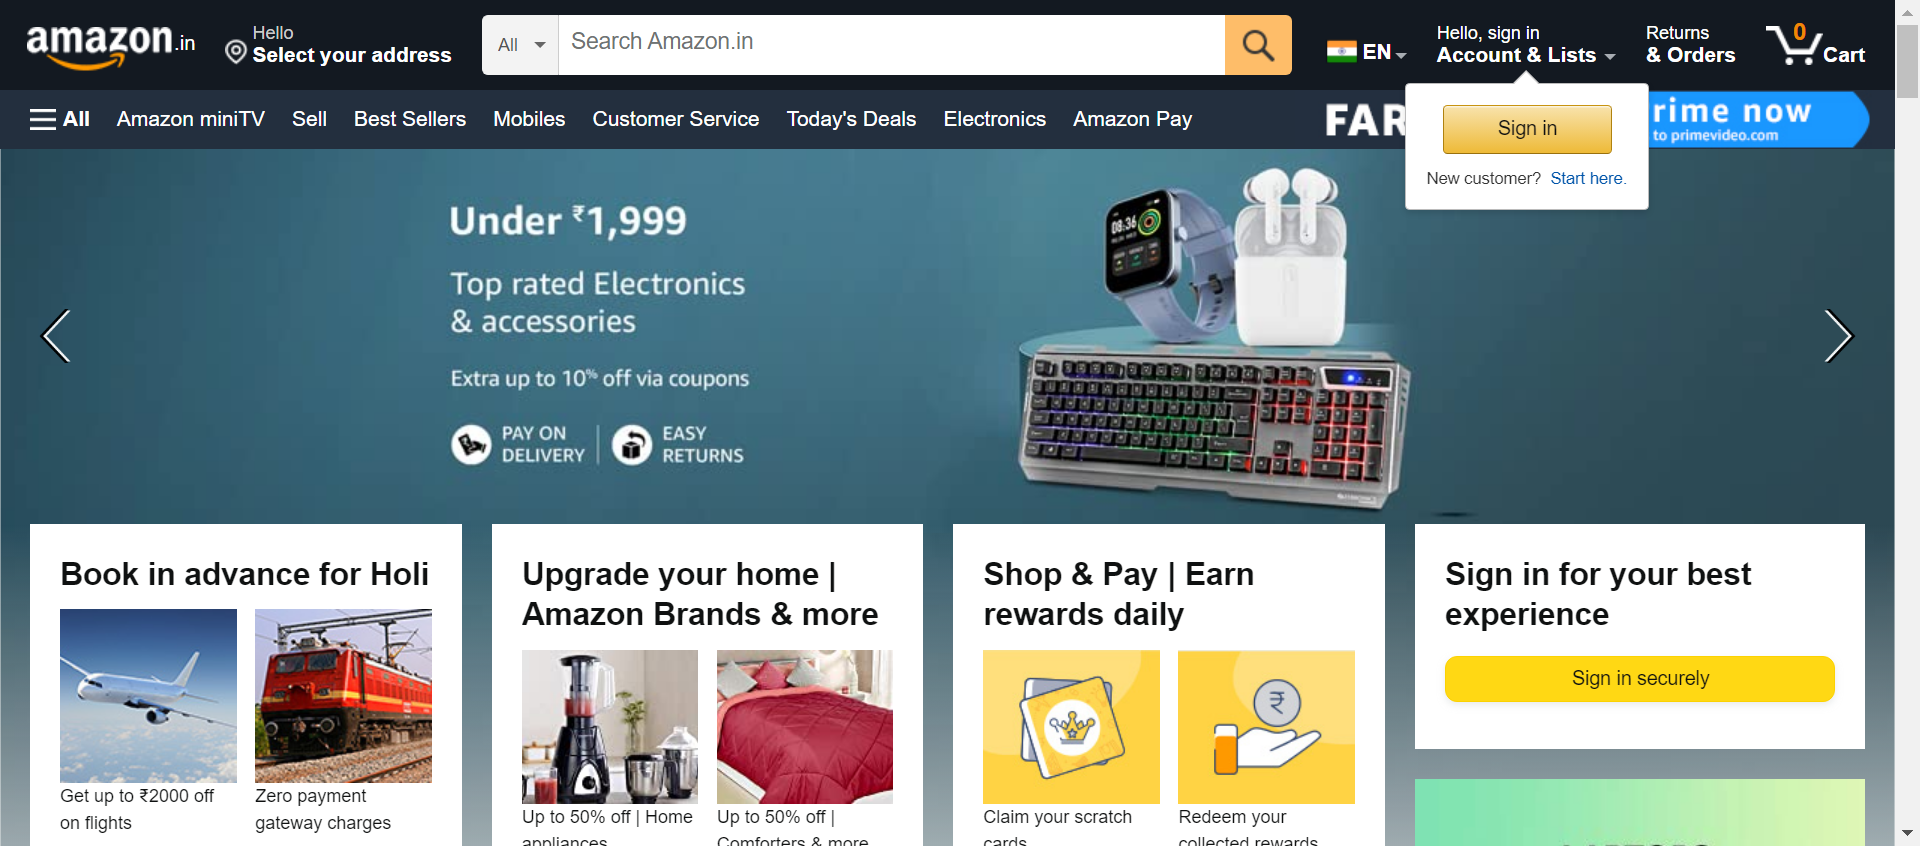 amazon.in
Hello
Select your address
All
Search Amazon.in
EN
Hello, sign in
Account & Lists
Returns
& Orders
0
Cart
All
Amazon miniTV
Sell
Best Sellers
Mobiles
Customer Service
Today's Deals
Electronics
Amazon Pay
FAR
rime now
to primevideo.com
Sign in
New customer? Start here.
Under ₹1,999
Top rated Electronics
& accessories
Extra up to 10% off via coupons
PAY ON
DELIVERY
EASY
RETURNS
08:36
Book in advance for Holi
Get up to ₹2000 off
on flights
Zero payment
gateway charges
Upgrade your home |
Amazon Brands & more
Up to 50% off | Home
appliances
Up to 50% off |
Comforters & more
Shop & Pay | Earn
rewards daily
Claim your scratch
cards
₹
Redeem your
collected rewards
Sign in for your best
experience
Sign in securely